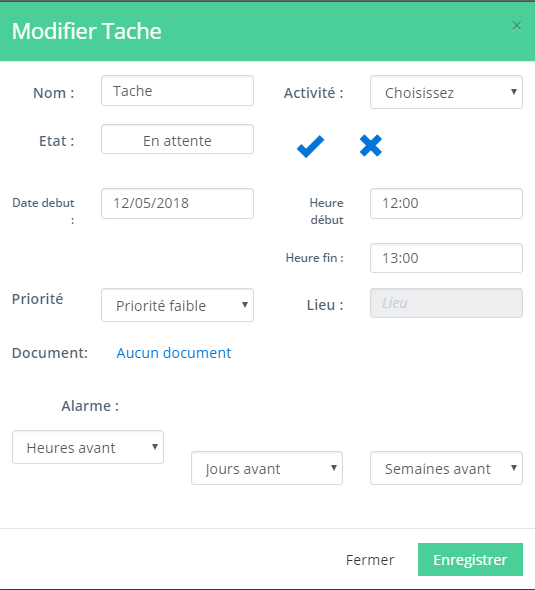 Modifier Tache ×
Nom : Tache Activité : Choisissez
Etat : En attente
Date debut : 12/05/2018 Heure début 12:00
Heure fin : 13:00
Priorité Priorité faible Lieu : Lieu
Document: Aucun document
Alarme :
Heures avant Jours avant Semaines avant
Fermer Enregistrer